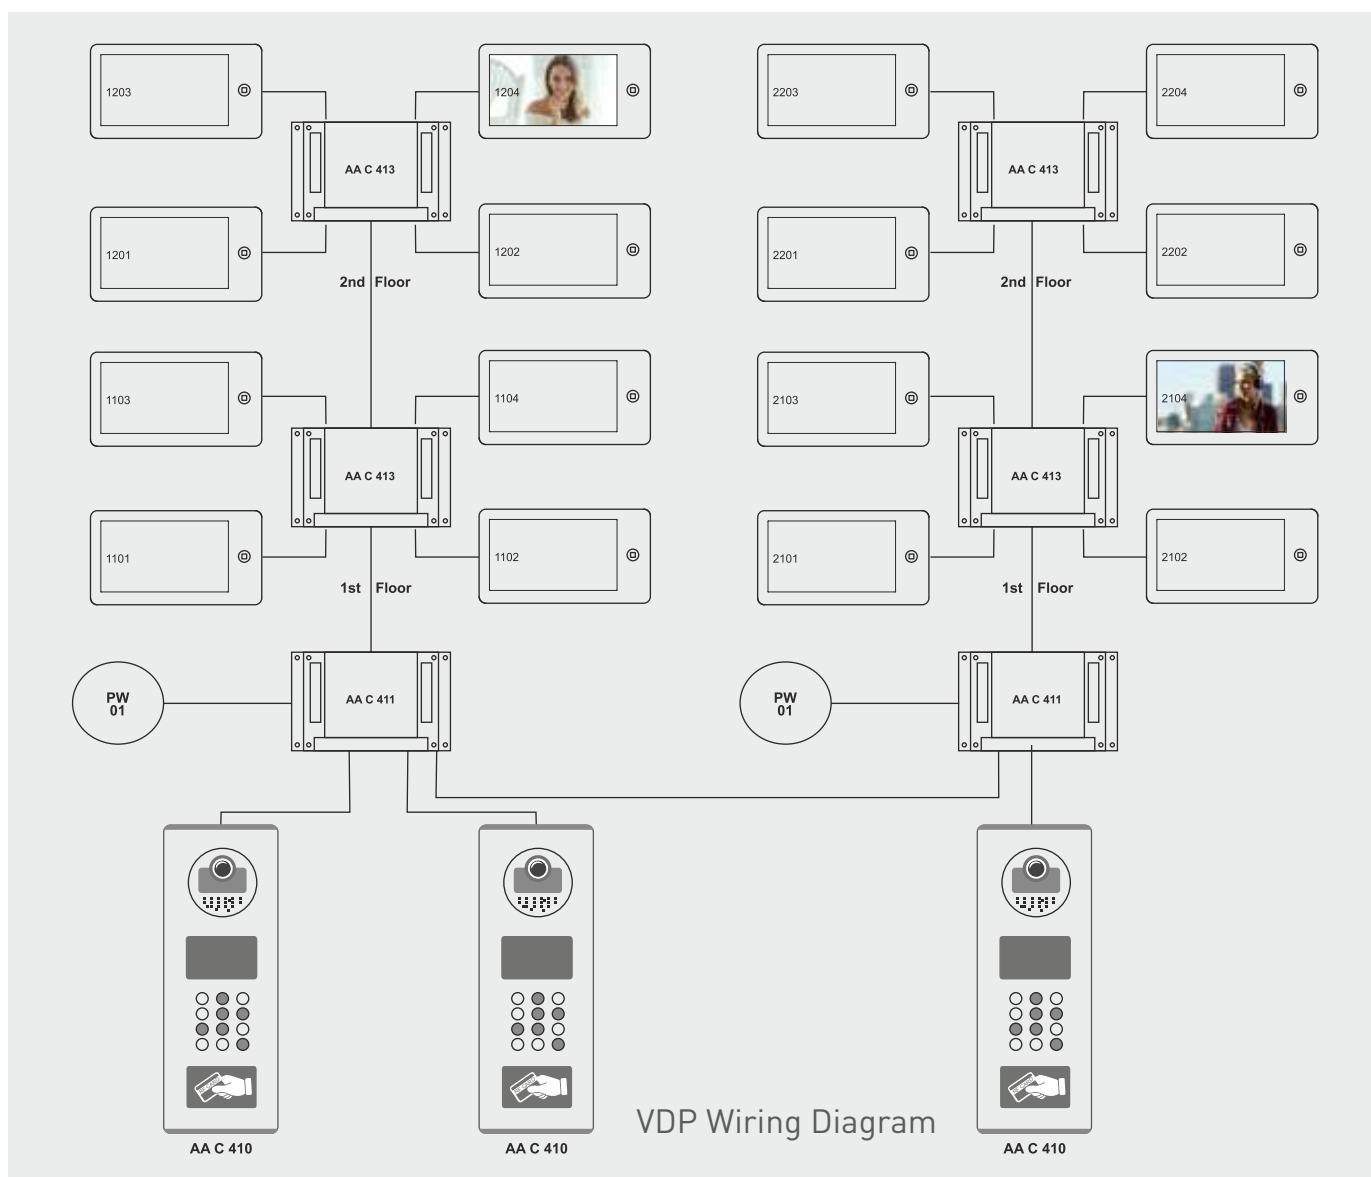 1203
1204
2203
2204
AA C 413
AA C 413
1201
1202
2201
2202
2nd Floor
2nd Floor
1103
1104
2103
2104
AA C 413
AA C 413
1101
1102
2101
2102
1st Floor
1st Floor
PW
01
AA C 411
PW
01
AA C 411
VDP Wiring Diagram
AA C 410
AA C 410
AA C 410